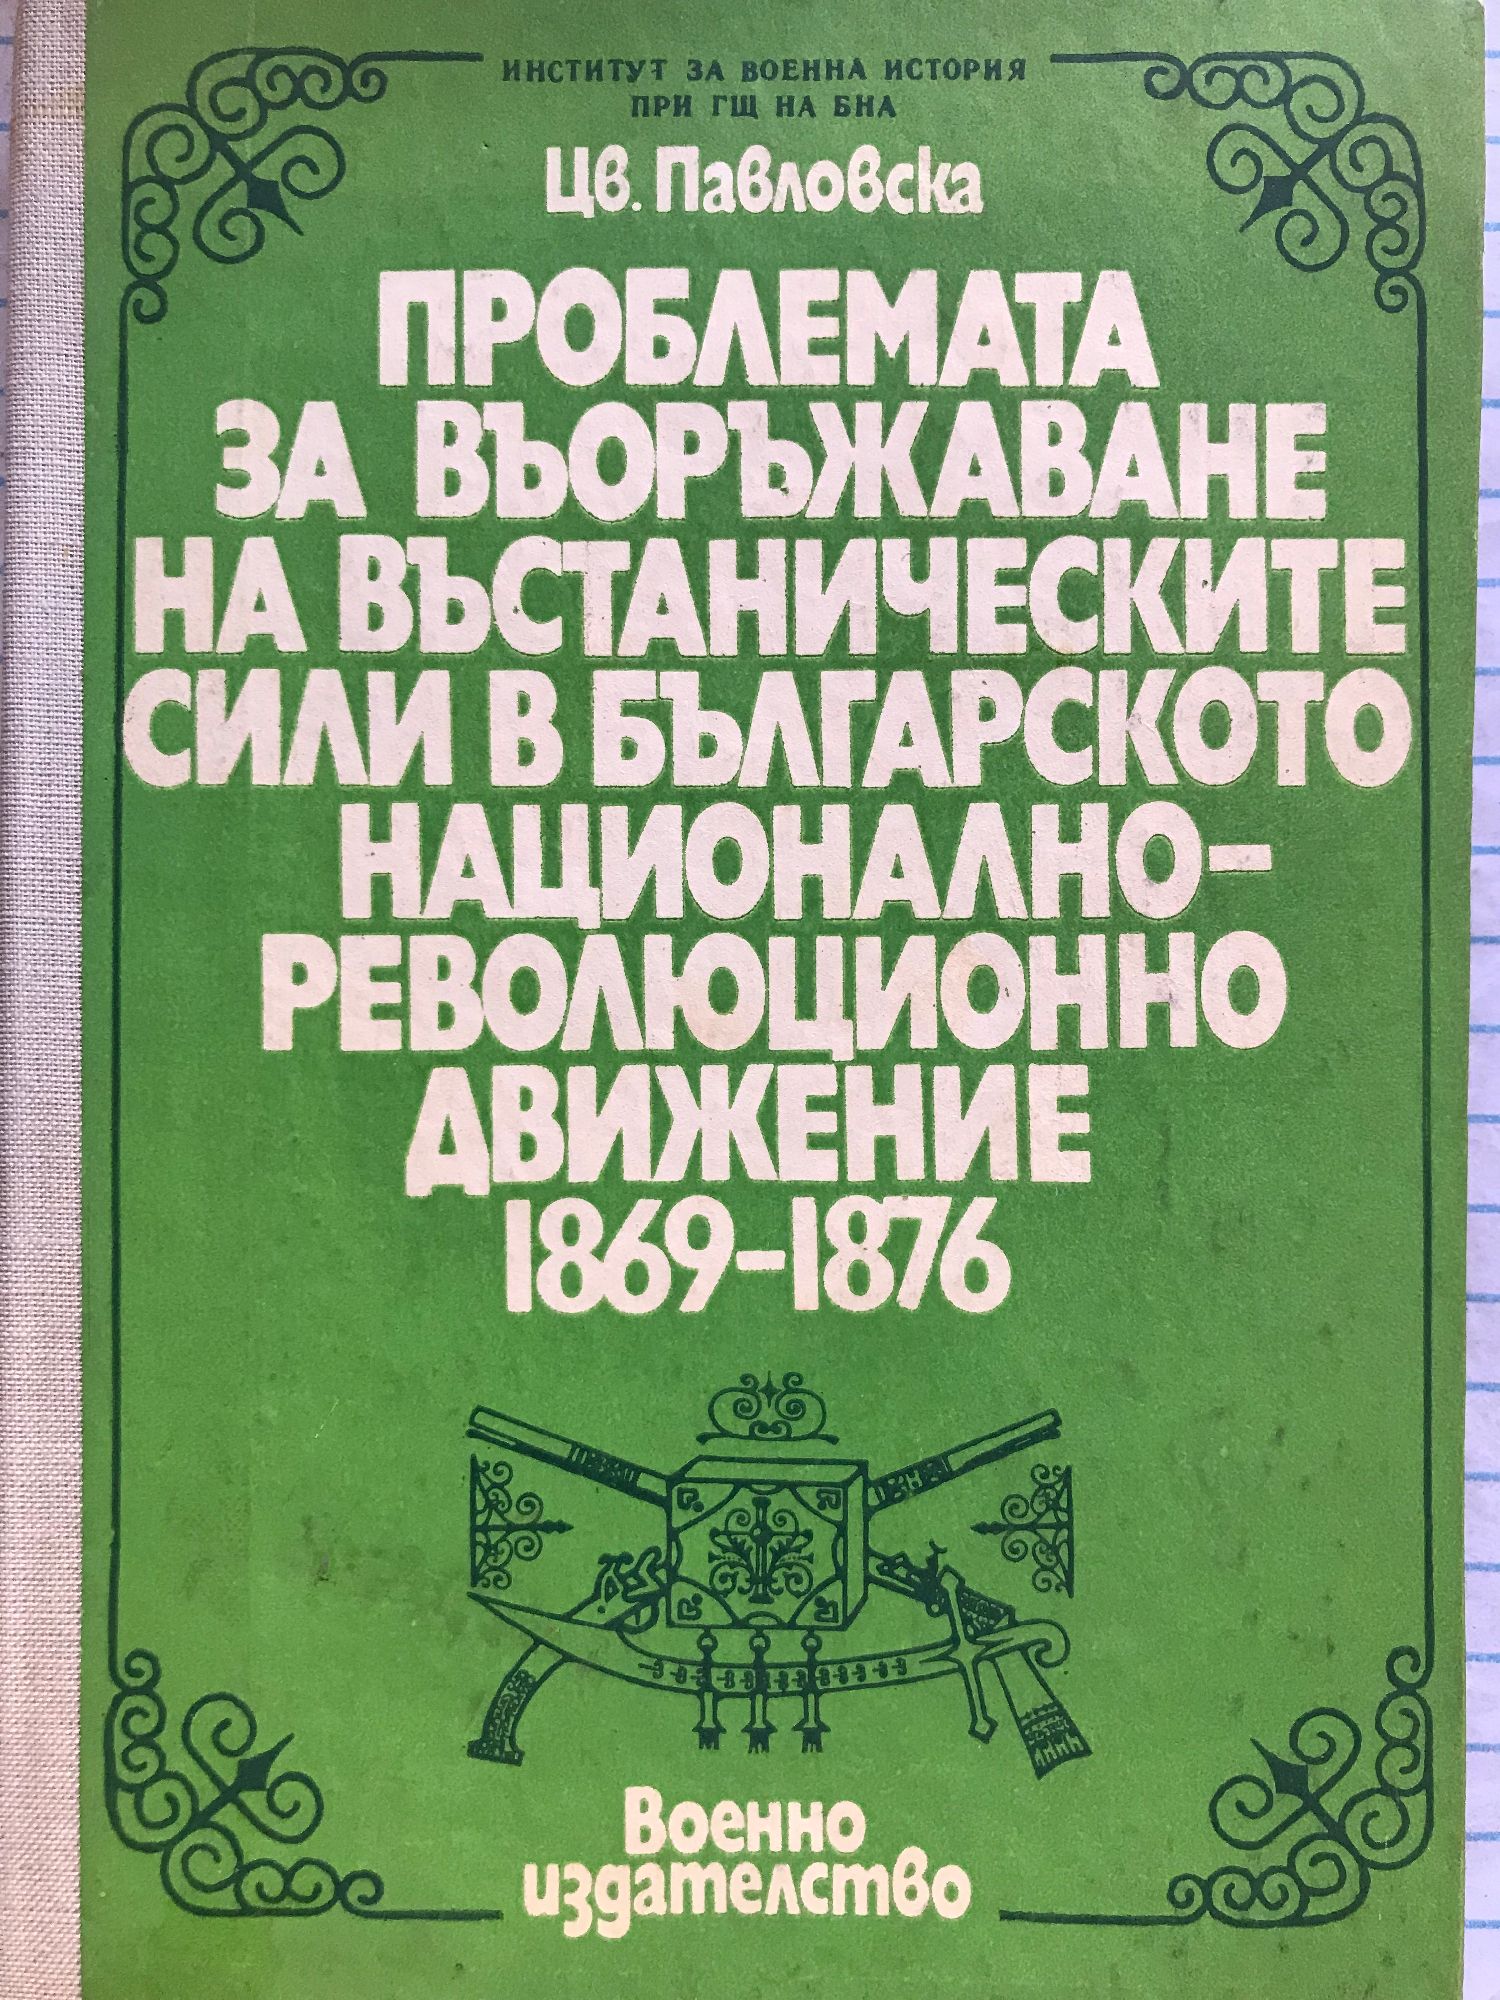 ИНСТИТУТ ЗА ВОЕННА ИСТОРИЯ
ПРИ ГЩ НА БНА
Цв. Павловска
ПРОБЛЕМАТА
ЗА ВЪОРЪЖАВАНЕ
НА ВЪСТАНИЧЕСКИТЕ
СИЛИ В БЪЛГАРСКОТО
НАЦИОНАЛНО-
РЕВОЛЮЦИОННО
ДВИЖЕНИЕ
1869-1876
Военно
издателство